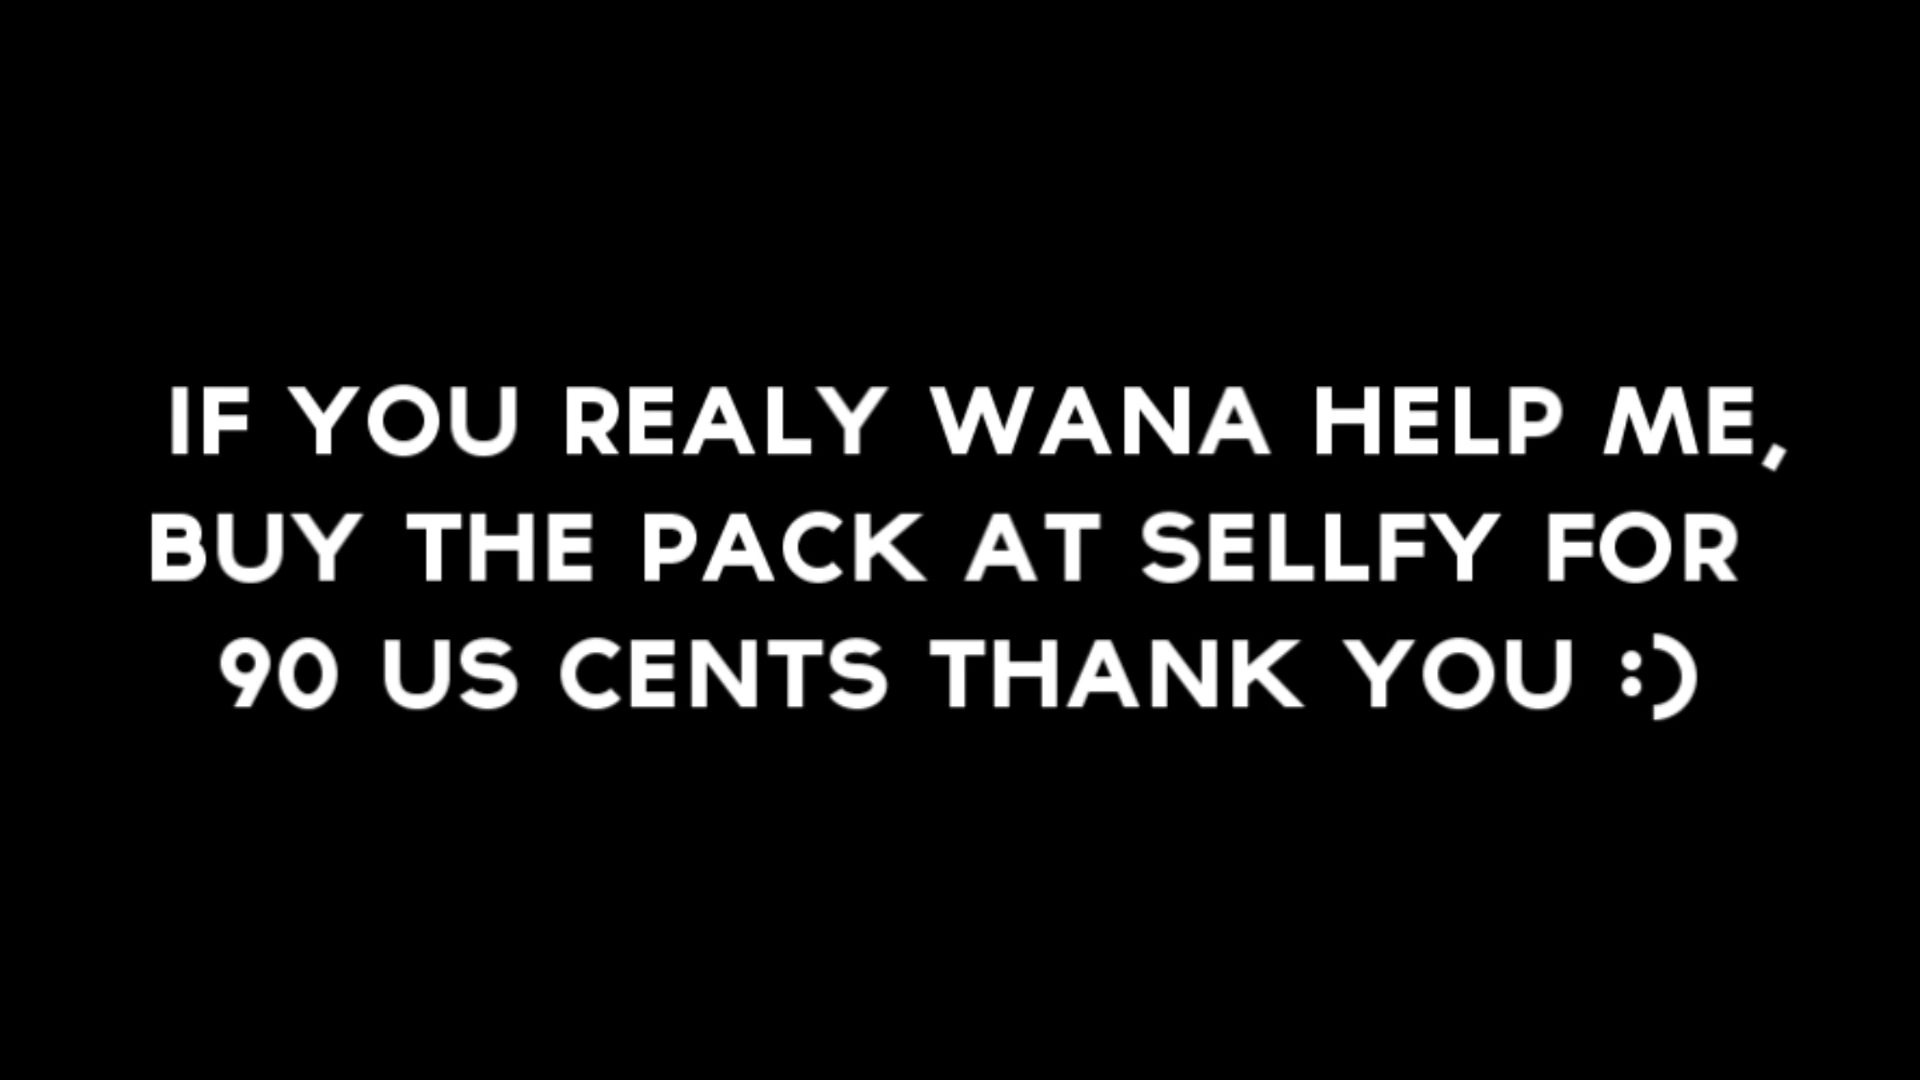 IF YOU REALY WANA HELP ME,
BUY THE PACK AT SELLFY FOR
90 US CENTS THANK YOU :)